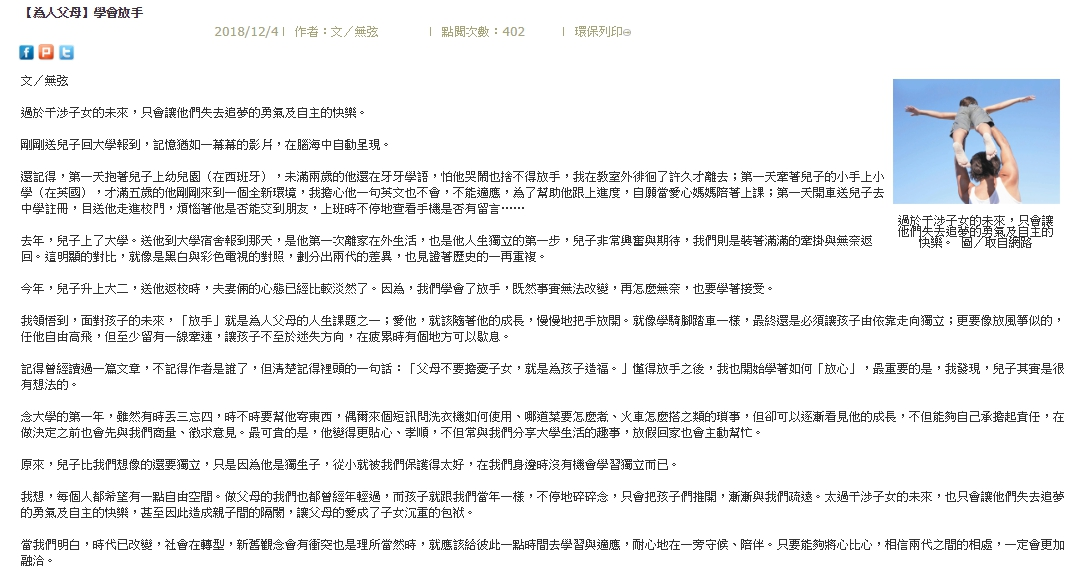 【為人父母】學會放手
2018/12/4 | 作者：文／無弦 | 點閱次數：402 | 環保列印
文／無弦
過於干涉子女的未來，只會讓他們失去追夢的勇氣及自主的快樂。
剛剛送兒子回大學報到，記憶猶如一幕幕的影片，在腦海中自動呈現。
還記得，第一天抱著兒子上幼兒園（在西班牙），未滿兩歲的他還在牙牙學語，怕他哭鬧也捨不得放手，我在教室外徘徊了許久才離去；第一天牽著兒子的小手上小
學（在英國），才滿五歲的他剛剛來到一個全新環境，我擔心他一句英文也不會，不能適應，為了幫助他跟上進度，自願當愛心媽媽陪著上課；第一天開車送兒子去
中學註冊，目送他走進校門，煩惱著他是否能交到朋友，上班時不停地查看手機是否有留言⋯⋯
過於干涉子女的未來，只會讓
他們失去追夢的勇氣及自主的
快樂。 圖／取自網路
去年，兒子上了大學。送他到大學宿舍報到那天，是他第一次離家在外生活，也是他人生獨立的第一步，兒子非常興奮與期待，我們則是裝著滿滿的牽掛與無奈返
回。這明顯的對比，就像是黑白與彩色電視的對照，劃分出兩代的差異，也見證著歷史的一再重複。
今年，兒子升上大二，送他返校時，夫妻倆的心態已經比較淡然了。因為，我們學會了放手，既然事實無法改變，再怎麼無奈，也要學著接受。
我領悟到，面對孩子的未來，「放手」就是為人父母的人生課題之一；愛他，就該隨著他的成長，慢慢地把手放開。就像學騎腳踏車一樣，最終還是必須讓孩子由依靠走向獨立；更要像放風箏似的，
任他自由高飛，但至少留有一線牽連，讓孩子不至於迷失方向，在疲累時有個地方可以歇息。
記得曾經讀過一篇文章，不記得作者是誰了，但清楚記得裡頭的一句話：「父母不要擔憂子女，就是為孩子造福。」懂得放手之後，我也開始學著如何「放心」，最重要的是，我發現，兒子其實是很
有想法的。
念大學的第一年，雖然有時丟三忘四，時不時要幫他寄東西，偶爾來個短訊問洗衣機如何使用、哪道菜要怎麼煮、火車怎麼搭之類的瑣事，但卻可以逐漸看見他的成長，不但能夠自己承擔起責任，在
做決定之前也會先與我們商量、徵求意見。最可貴的是，他變得更貼心、孝順，不但常與我們分享大學生活的趣事，放假回家也會主動幫忙。
原來，兒子比我們想像的還要獨立，只是因為他是獨生子，從小就被我們保護得太好，在我們身邊時沒有機會學習獨立而已。
我想，每個人都希望有一點自由空間。做父母的我們也都曾經年輕過，而孩子就跟我們當年一樣，不停地碎碎念，只會把孩子們推開，漸漸與我們疏遠。太過干涉子女的未來，也只會讓他們失去追夢
的勇氣及自主的快樂，甚至因此造成親子間的隔閡，讓父母的愛成了子女沉重的包袱。
當我們明白，時代已改變，社會在轉型，新舊觀念會有衝突也是理所當然時，就應該給彼此一點時間去學習與適應，耐心地在一旁守候、陪伴。只要能夠將心比心，相信兩代之間的相處，一定會更加
融洽。